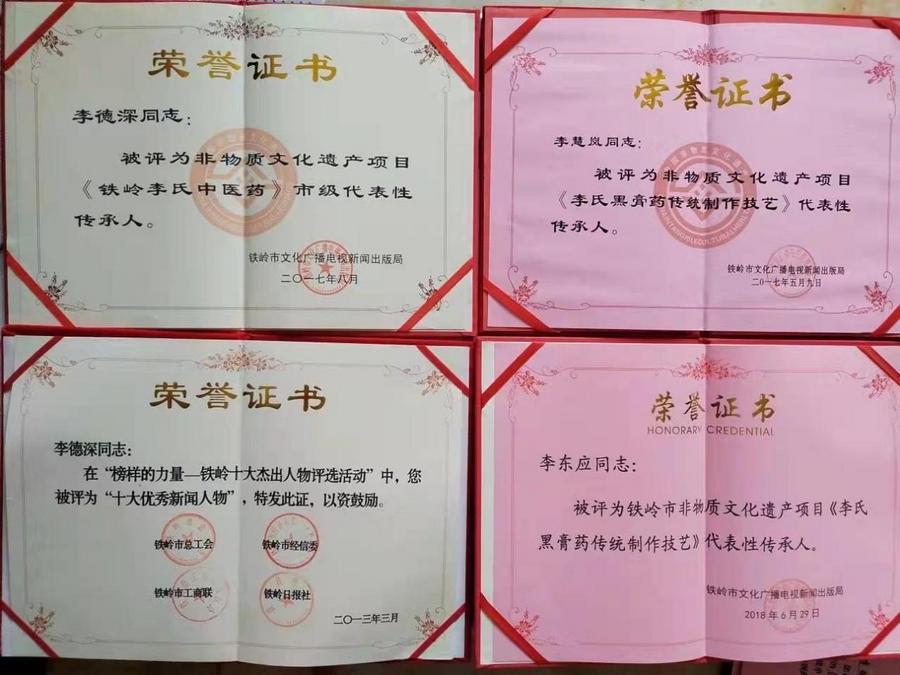 荣誉证书
李德深同志：
被评为非物质文化遗产项目
《铁岭李氏中医药》市级代表性
传承人。
铁岭市文化广播电视新闻出版局
二〇一七年八月
荣誉证书
李慧岚同志：
被评为非物质文化遗产项目
《李氏黑膏药传统制作技艺》代表性
传承人。
铁岭市文化广播电视新闻出版局
二〇一七年五月九日
荣誉证书
李德深同志：
在“榜样的力量—铁岭十大杰出人物评选活动”中，您
被评为“十大优秀新闻人物”，特发此证，以资鼓励。
铁岭市总工会 铁岭市经信委
铁岭市工商联 铁岭日报社
二〇一三年三月
荣誉证书
HONORARY CREDENTIAL
李东应同志：
被评为铁岭市非物质文化遗产项目《李氏
黑膏药传统制作技艺》代表性传承人。
铁岭市文化广播电视新闻出版局
2018年6月29日